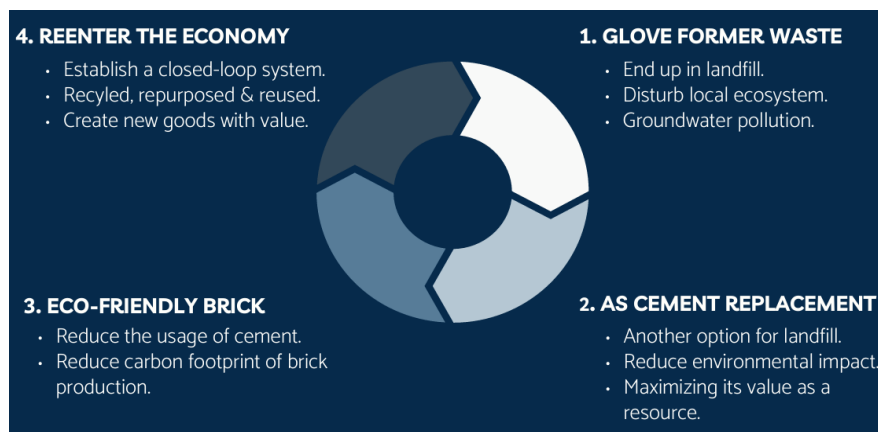 4. REENTER THE ECONOMY
• Establish a closed-loop system.
• Recyled, repurposed & reused.
• Create new goods with value.
1. GLOVE FORMER WASTE
• End up in landfill.
• Disturb local ecosystem.
• Groundwater pollution.
3. ECO-FRIENDLY BRICK
• Reduce the usage of cement.
• Reduce carbon footprint of brick
production.
2. AS CEMENT REPLACEMENT
• Another option for landfill.
• Reduce environmental impact.
• Maximizing its value as a
resource.